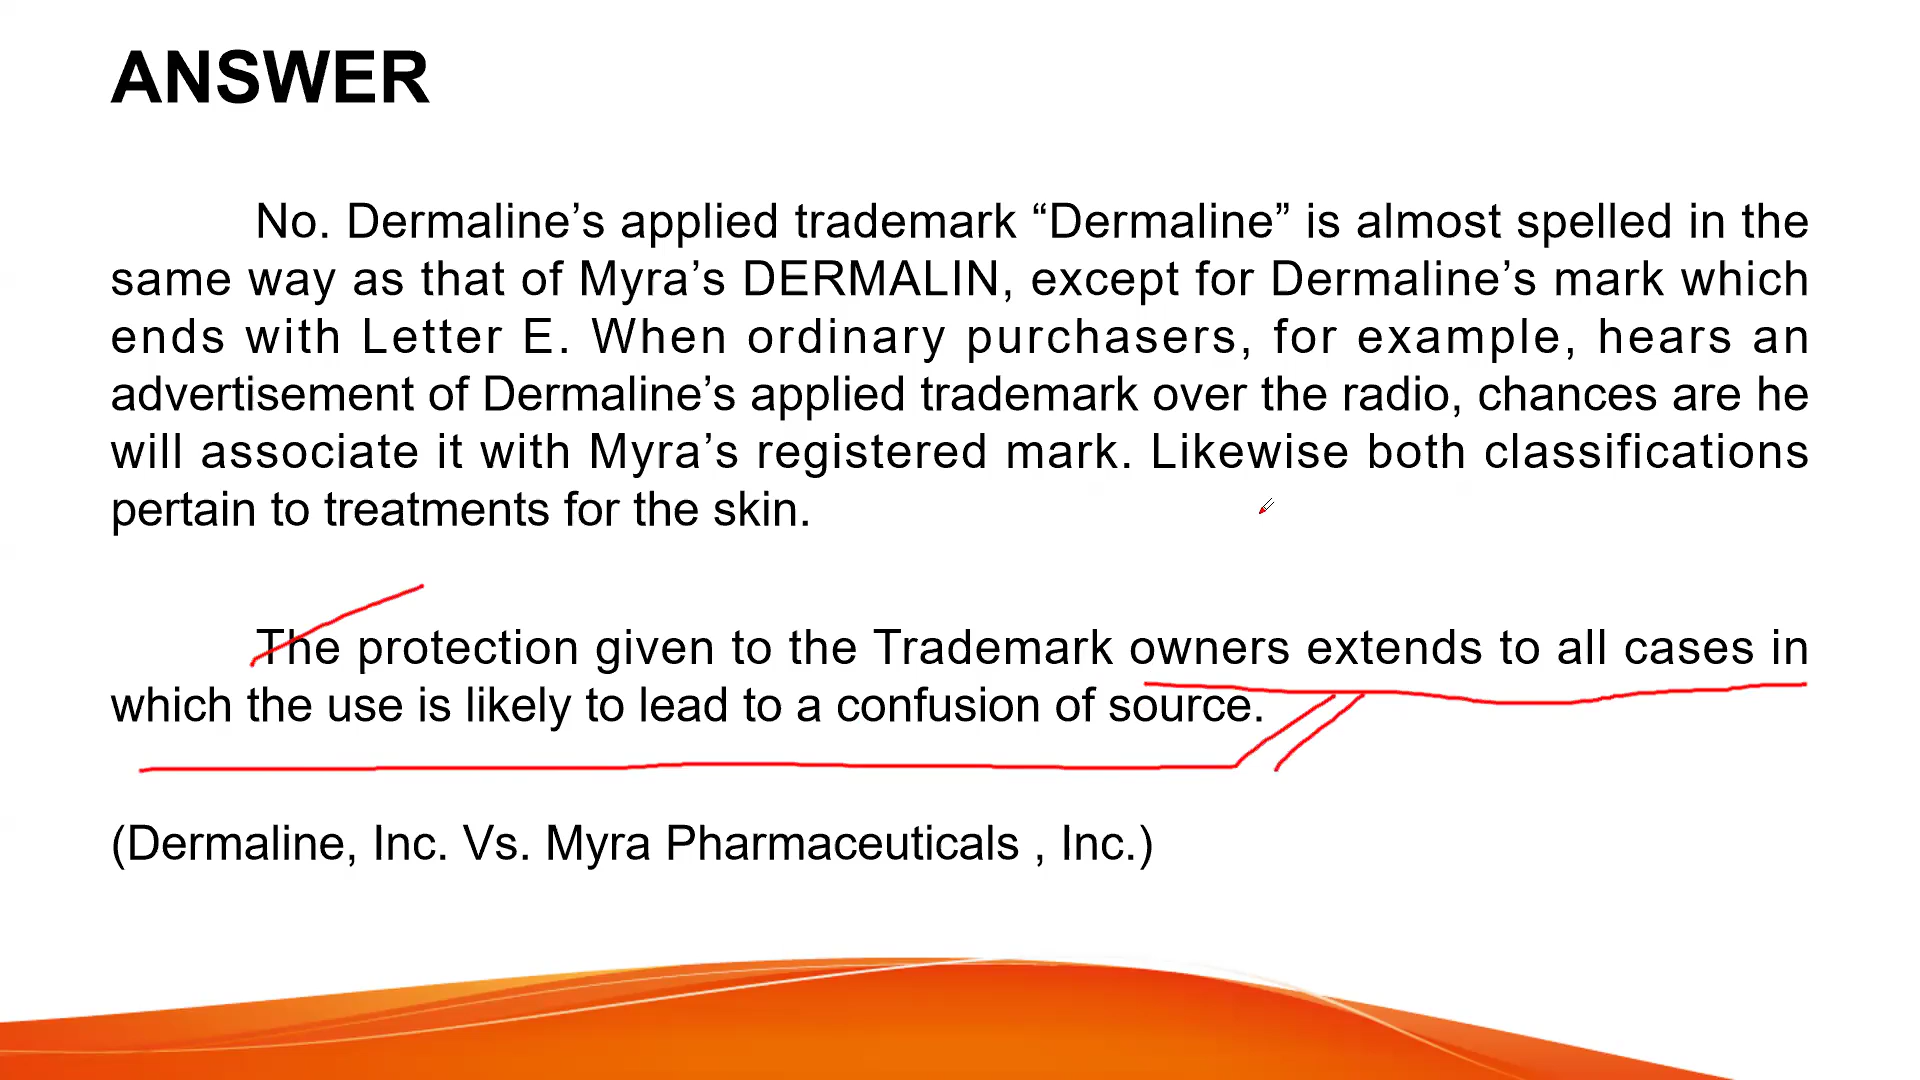 ANSWER
No. Dermaline’s applied trademark “Dermaline” is almost spelled in the
same way as that of Myra’s DERMALIN, except for Dermaline’s mark which
ends with Letter E. When ordinary purchasers, for example, hears an
advertisement of Dermaline’s applied trademark over the radio, chances are he
will associate it with Myra’s registered mark. Likewise both classifications
pertain to treatments for the skin.
The protection given to the Trademark owners extends to all cases in
which the use is likely to lead to a confusion of source.
(Dermaline, Inc. Vs. Myra Pharmaceuticals , Inc.)